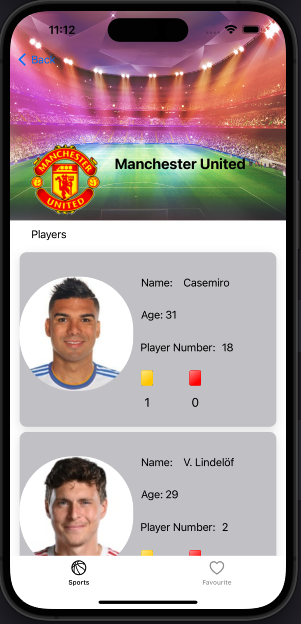 11:12
Back
MANCHESTER
UNITED
Manchester United
Players
Name: Casemiro
Age: 31
Player Number: 18
1 0
Name: V. Lindelöf
Age: 29
Player Number: 2
Sports Favourite